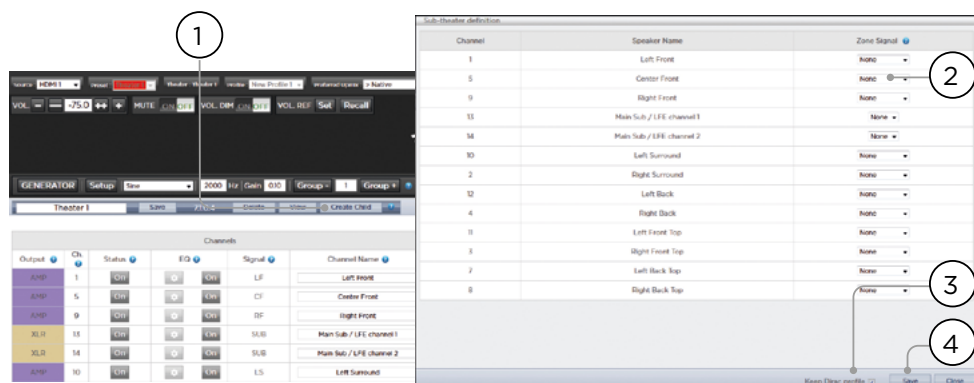 1
Source HDMI 1 Preset Theater 1 Theater : Theater 1 Profile New Profile 1 Preferred upmix > Native
VOL. -75.0 ++ + MUTE ON OFF VOL. DIM ON OFF VOL. REF Set Recall
GENERATOR Setup Sine 2000 Hz Gain 0.10 Group - 1 Group +
Theater 1 Save Delete View Create Child
Channels
Output Ch. Status EQ Signal Channel Name
AMP 1 On On LF Left Front
AMP 5 On On CF Center Front
AMP 9 On On RF Right Front
XLR 13 On On SUB Main Sub / LFE channel 1
XLR 14 On On SUB Main Sub / LFE channel 2
AMP 10 On On LS Left Surround
Sub-theater definition
Channel Speaker Name Zone Signal
1 Left Front None
5 Center Front None
2
9 Right Front None
13 Main Sub / LFE channel 1 None
14 Main Sub / LFE channel 2 None
10 Left Surround None
2 Right Surround None
12 Left Back None
4 Right Back None
11 Left Front Top None
3 Right Front Top None
7 Left Back Top None
8 Right Back Top None
3
4
Keep Dirac profile Save Close